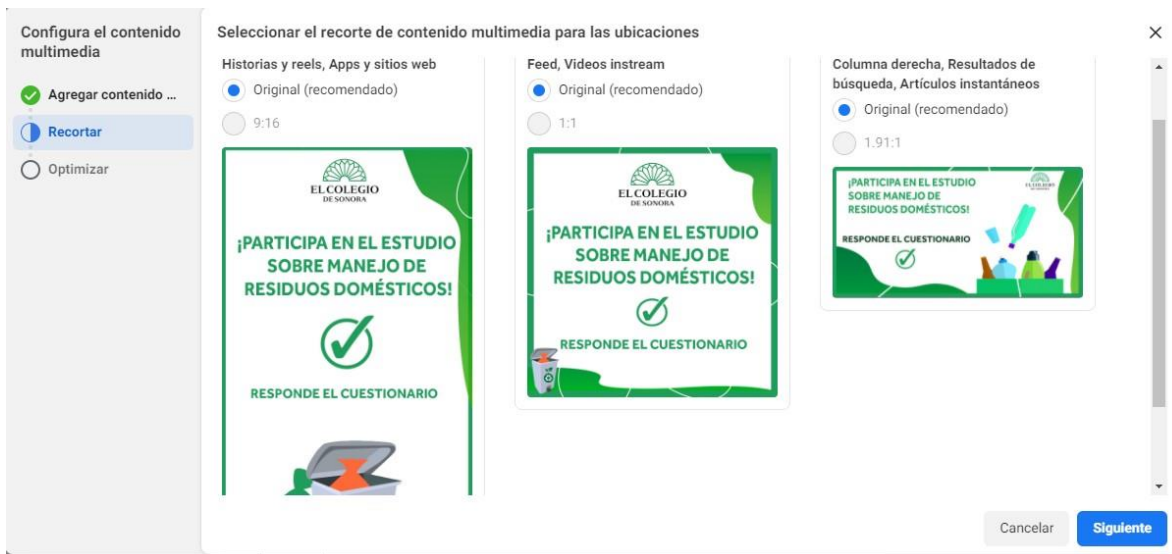 Configura el contenido
multimedia
Agregar contenido ...
Recortar
Optimizar
Seleccionar el recorte de contenido multimedia para las ubicaciones
Historias y reels, Apps y sitios web
Original (recomendado)
9:16
EL COLEGIO
DE SONORA
¡PARTICIPA EN EL ESTUDIO
SOBRE MANEJO DE
RESIDUOS DOMÉSTICOS!
RESPONDE EL CUESTIONARIO
Feed, Videos instream
Original (recomendado)
1:1
EL COLEGIO
DE SONORA
¡PARTICIPA EN EL ESTUDIO
SOBRE MANEJO DE
RESIDUOS DOMÉSTICOS!
RESPONDE EL CUESTIONARIO
Columna derecha, Resultados de
búsqueda, Artículos instantáneos
Original (recomendado)
1.91:1
¡PARTICIPA EN EL ESTUDIO
SOBRE MANEJO DE
RESIDUOS DOMÉSTICOS!
EL COLEGIO
RESPONDE EL CUESTIONARIO
Cancelar
Siguiente